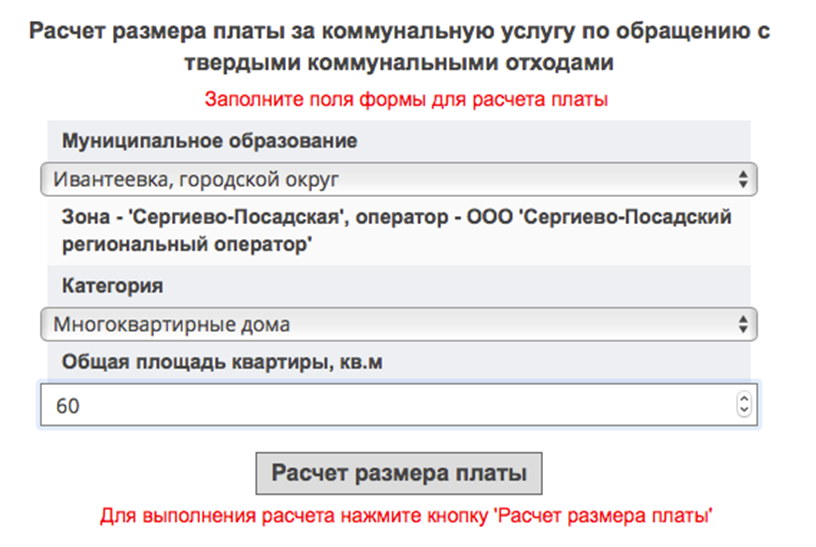 Расчет размера платы за коммунальную услугу по обращению с
твердыми коммунальными отходами
Заполните поля формы для расчета платы
Муниципальное образование
Ивантеевка, городской округ
Зона - 'Сергиево-Посадская', оператор - ООО 'Сергиево-Посадский
региональный оператор'
Категория
Многоквартирные дома
Общая площадь квартиры, кв.м
60
Расчет размера платы
Для выполнения расчета нажмите кнопку 'Расчет размера платы'